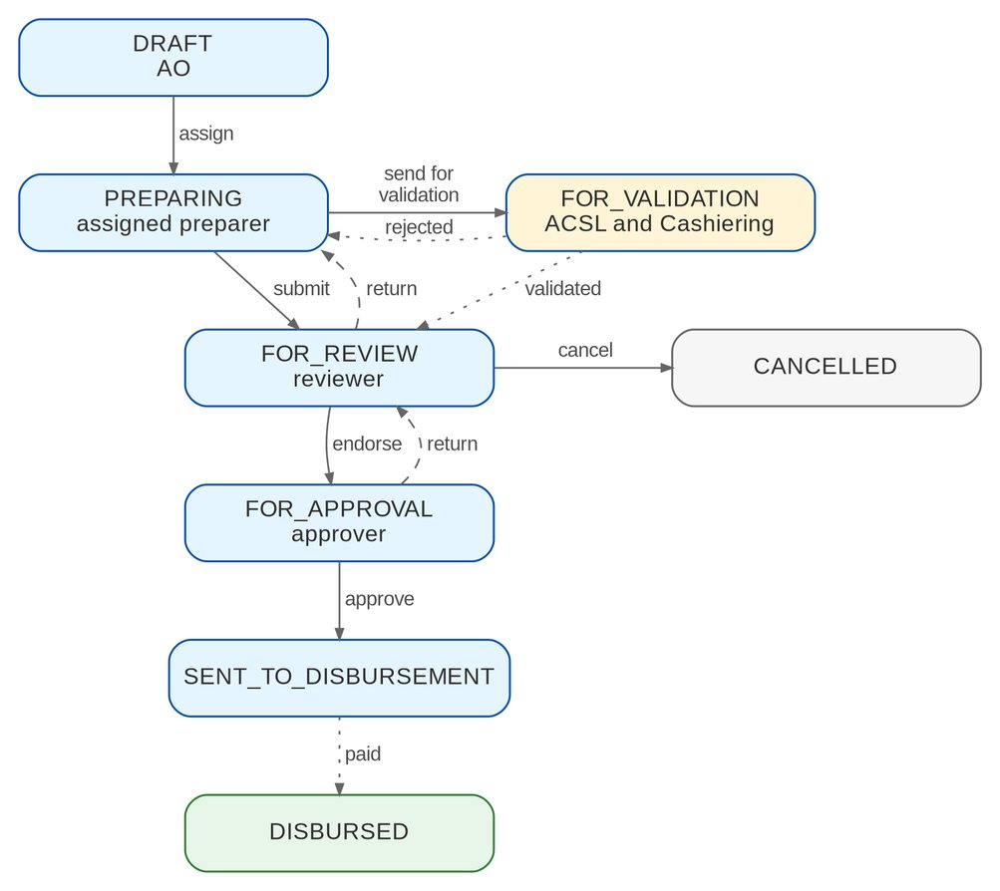 DRAFT
AO
assign
PREPARING
assigned preparer
send for
validation
rejected
FOR_VALIDATION
ACSL and Cashiering
submit
return
validated
FOR_REVIEW
reviewer
cancel
CANCELLED
endorse
return
FOR_APPROVAL
approver
approve
SENT_TO_DISBURSEMENT
paid
DISBURSED